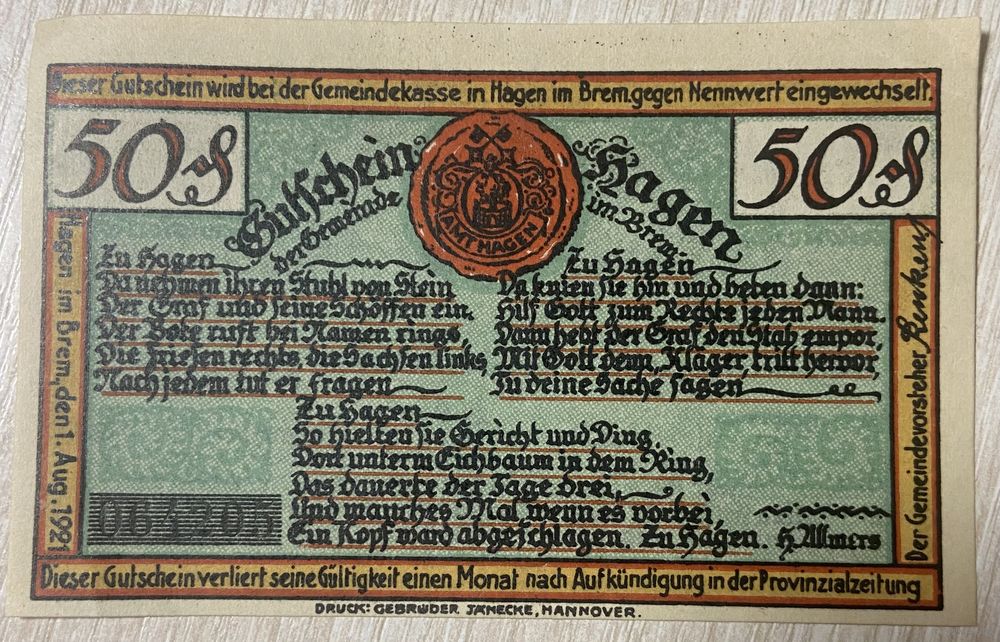 Dieser Gutschein wird bei der Gemeindekasse in Hagen im Brem. gegen Nennwert eingewechselt.
50 ₰
Gutschein
der Gemeinde
Hagen
im Brem.
50 ₰
AMT HAGEN
Zu Hagen
Da nehmen ihren Stuhl von Stein
Der Graf und seine Schöffen ein.
Der Bote ruft bei Namen rings,
Die Friesen rechts, die Sachsen links,
Nach jedem tut er fragen
Zu Hagen
Da knien sie hin und beben dann:
Hilf Gott zum Rechte jeden Mann.
Dann hebt der Graf den Stab empor,
Mit Gott denn, Kläger, tritt hervor,
Zu deine Sache sagen
Zu Hagen
So hielten sie Gericht und Ding,
Dort unterm Eichbaum in dem Ring,
Das dauerte der Tage drei,
Und manches Mal, wenn es vorbei,
Ein Kopf ward abgeschlagen. Zu Hagen. H. Allmers
Hagen im Brem., den 1. Aug. 1921
Der Gemeindevorsteher
064205
Dieser Gutschein verliert seine Gültigkeit einen Monat nach Aufkündigung in der Provinzialzeitung
DRUCK: GEBRÜDER JÄNECKE, HANNOVER.